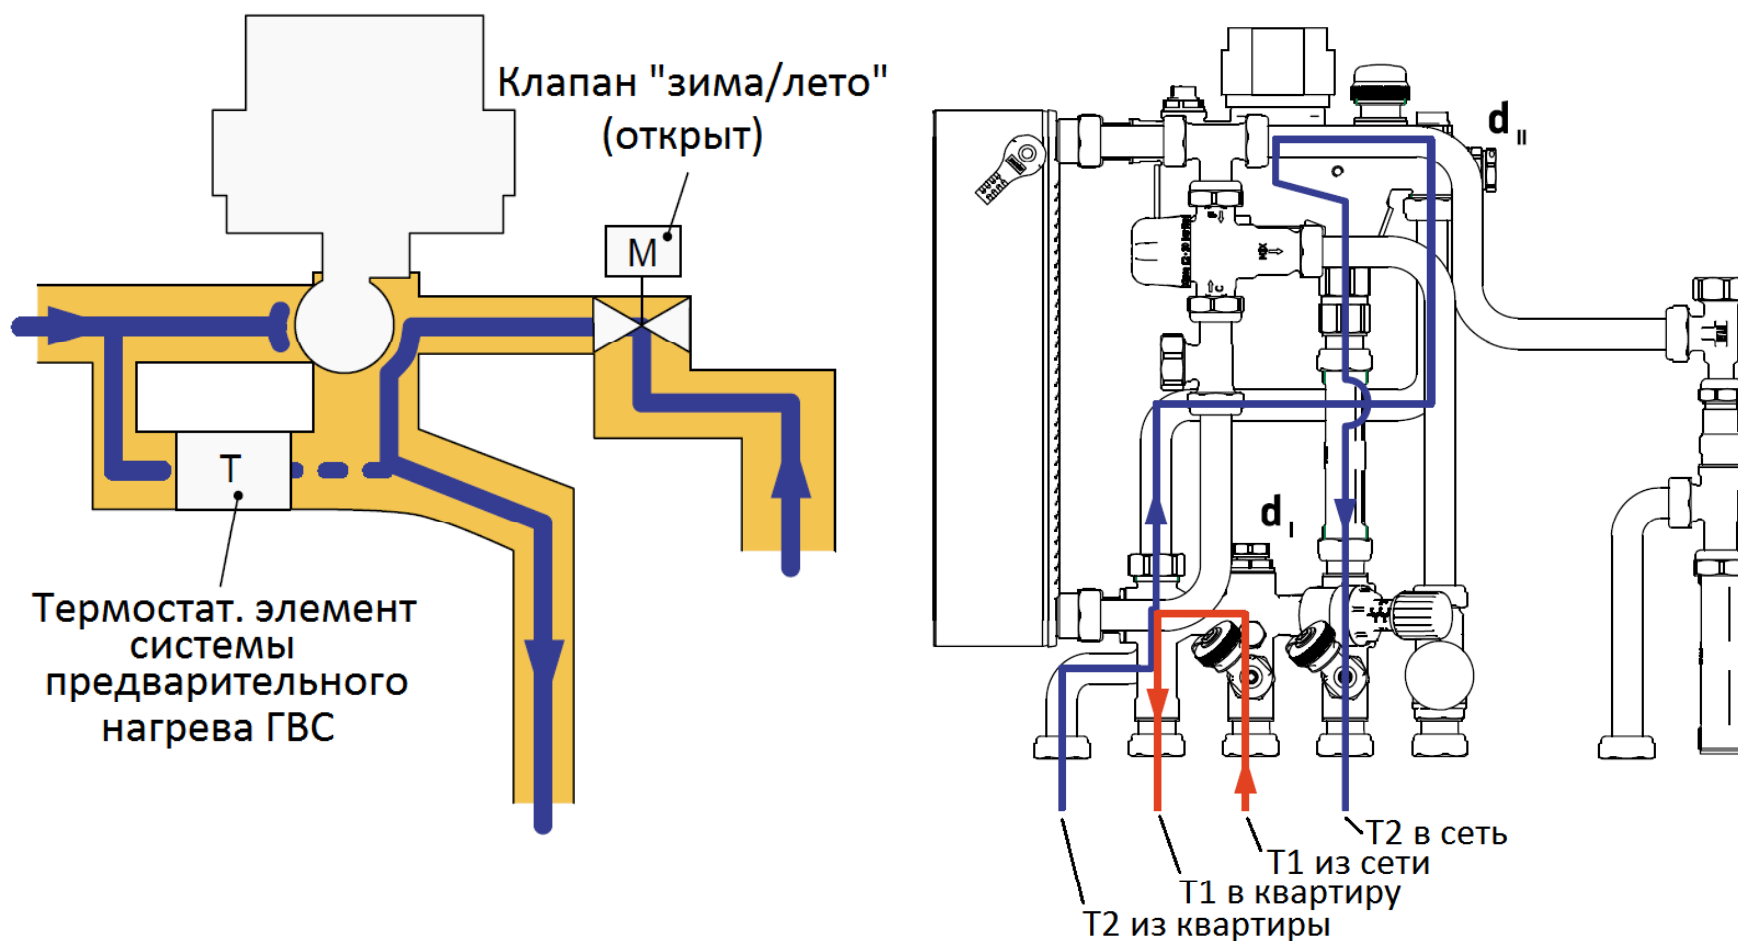 Клапан "зима/лето"
(открыт)
M
T
Термостат. элемент
системы
предварительного
нагрева ГВС
d II
MIX
C
d I
T2 в сеть
T1 из сети
T1 в квартиру
T2 из квартиры